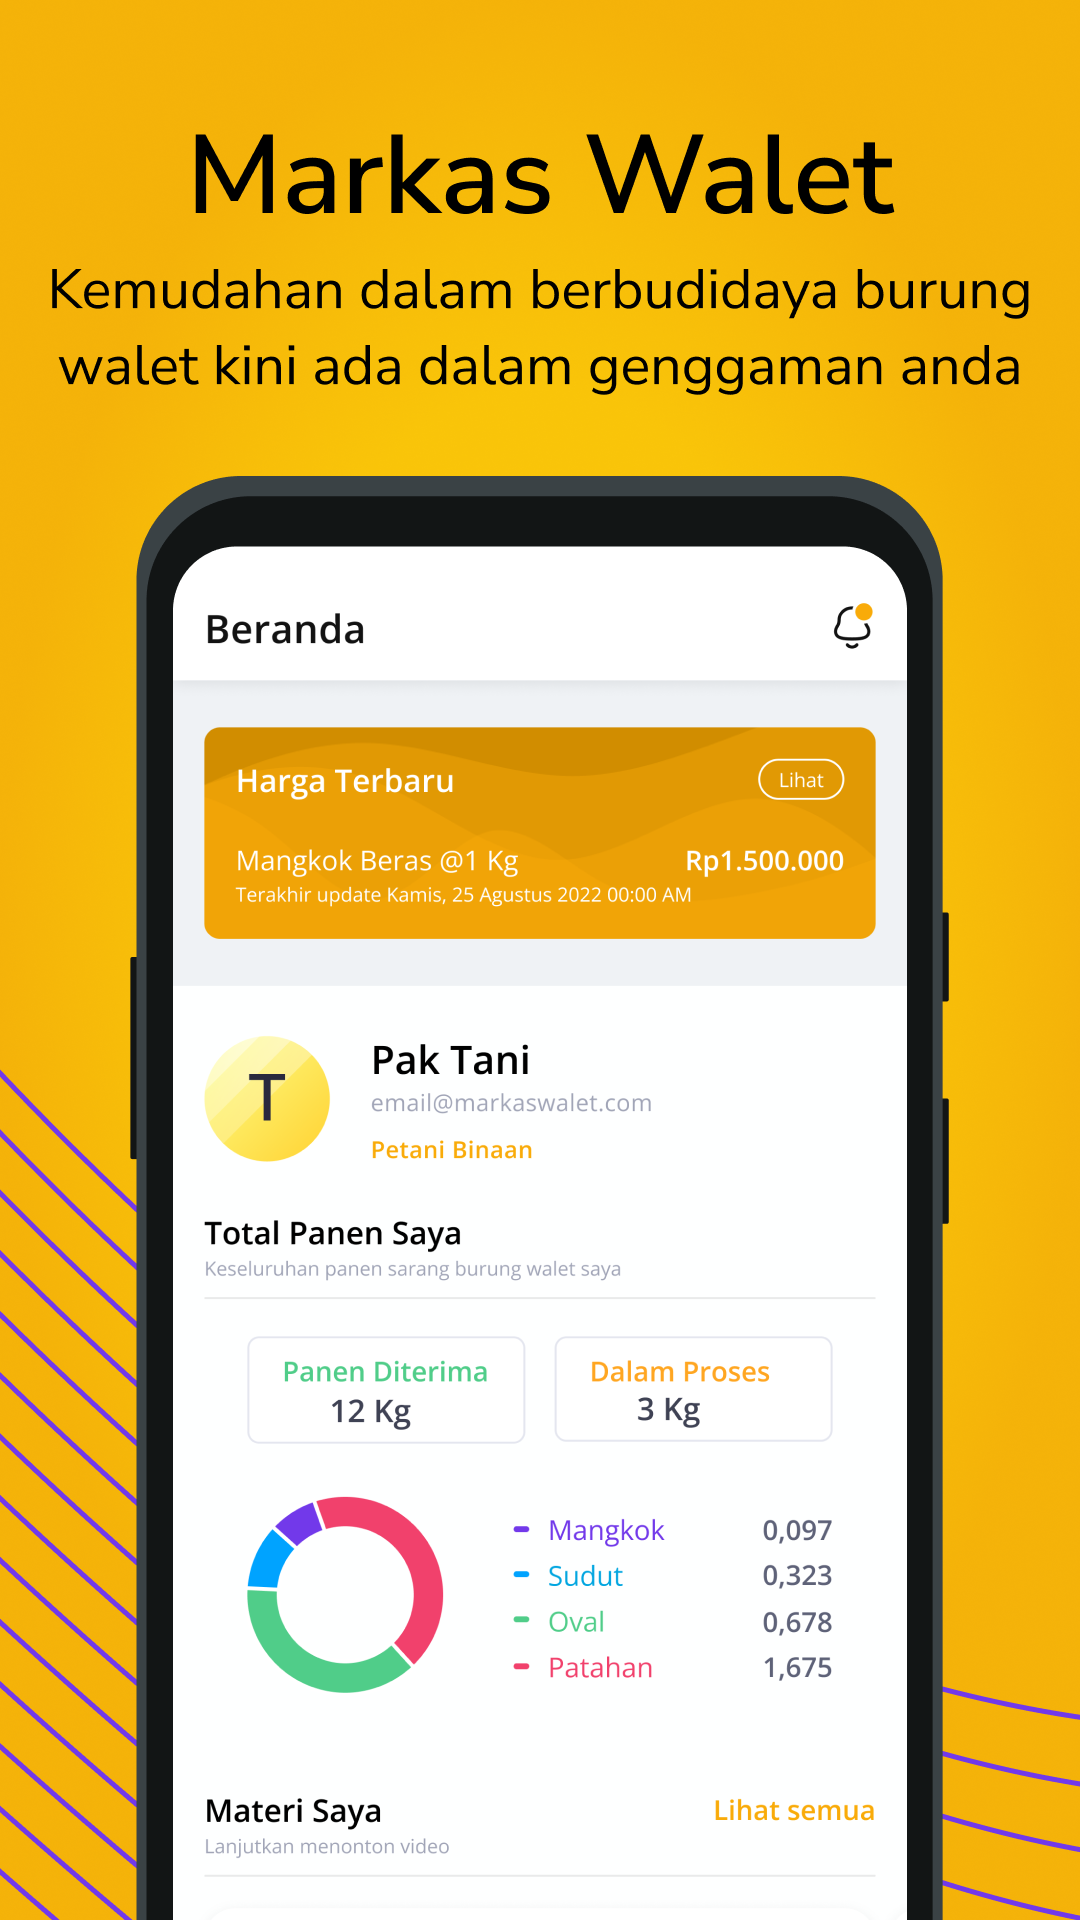 Markas Walet
Kemudahan dalam berbudidaya burung
walet kini ada dalam genggaman anda
Beranda
Harga Terbaru
Lihat
Mangkok Beras @1 Kg
Rp1.500.000
Terakhir update Kamis, 25 Agustus 2022 00:00 AM
T
Pak Tani
email@markaswalet.com
Petani Binaan
Total Panen Saya
Keseluruhan panen sarang burung walet saya
Panen Diterima
12 Kg
Dalam Proses
3 Kg
Mangkok 0,097
Sudut 0,323
Oval 0,678
Patahan 1,675
Materi Saya
Lihat semua
Lanjutkan menonton video